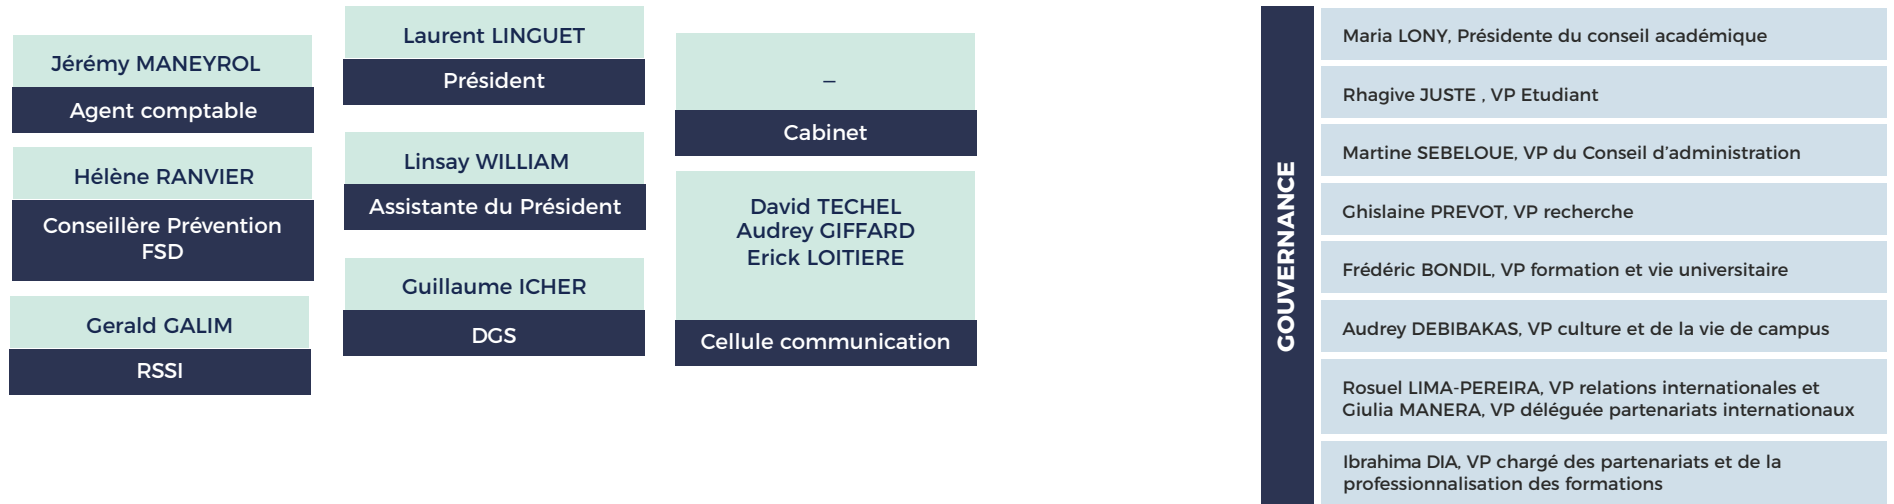 Jérémy MANEYROL
Agent comptable
Hélène RANVIER
Conseillère Prévention
FSD
Gerald GALIM
RSSI
Laurent LINGUET
Président
Linsay WILLIAM
Assistante du Président
Guillaume ICHER
DGS
–
Cabinet
David TECHEL
Audrey GIFFARD
Erick LOITIERE
Cellule communication
GOUVERNANCE
Maria LONY, Présidente du conseil académique
Rhagive JUSTE , VP Etudiant
Martine SEBELOUE, VP du Conseil d’administration
Ghislaine PREVOT, VP recherche
Frédéric BONDIL, VP formation et vie universitaire
Audrey DEBIBAKAS, VP culture et de la vie de campus
Rosuel LIMA-PEREIRA, VP relations internationales et
Giulia MANERA, VP déléguée partenariats internationaux
Ibrahima DIA, VP chargé des partenariats et de la
professionnalisation des formations